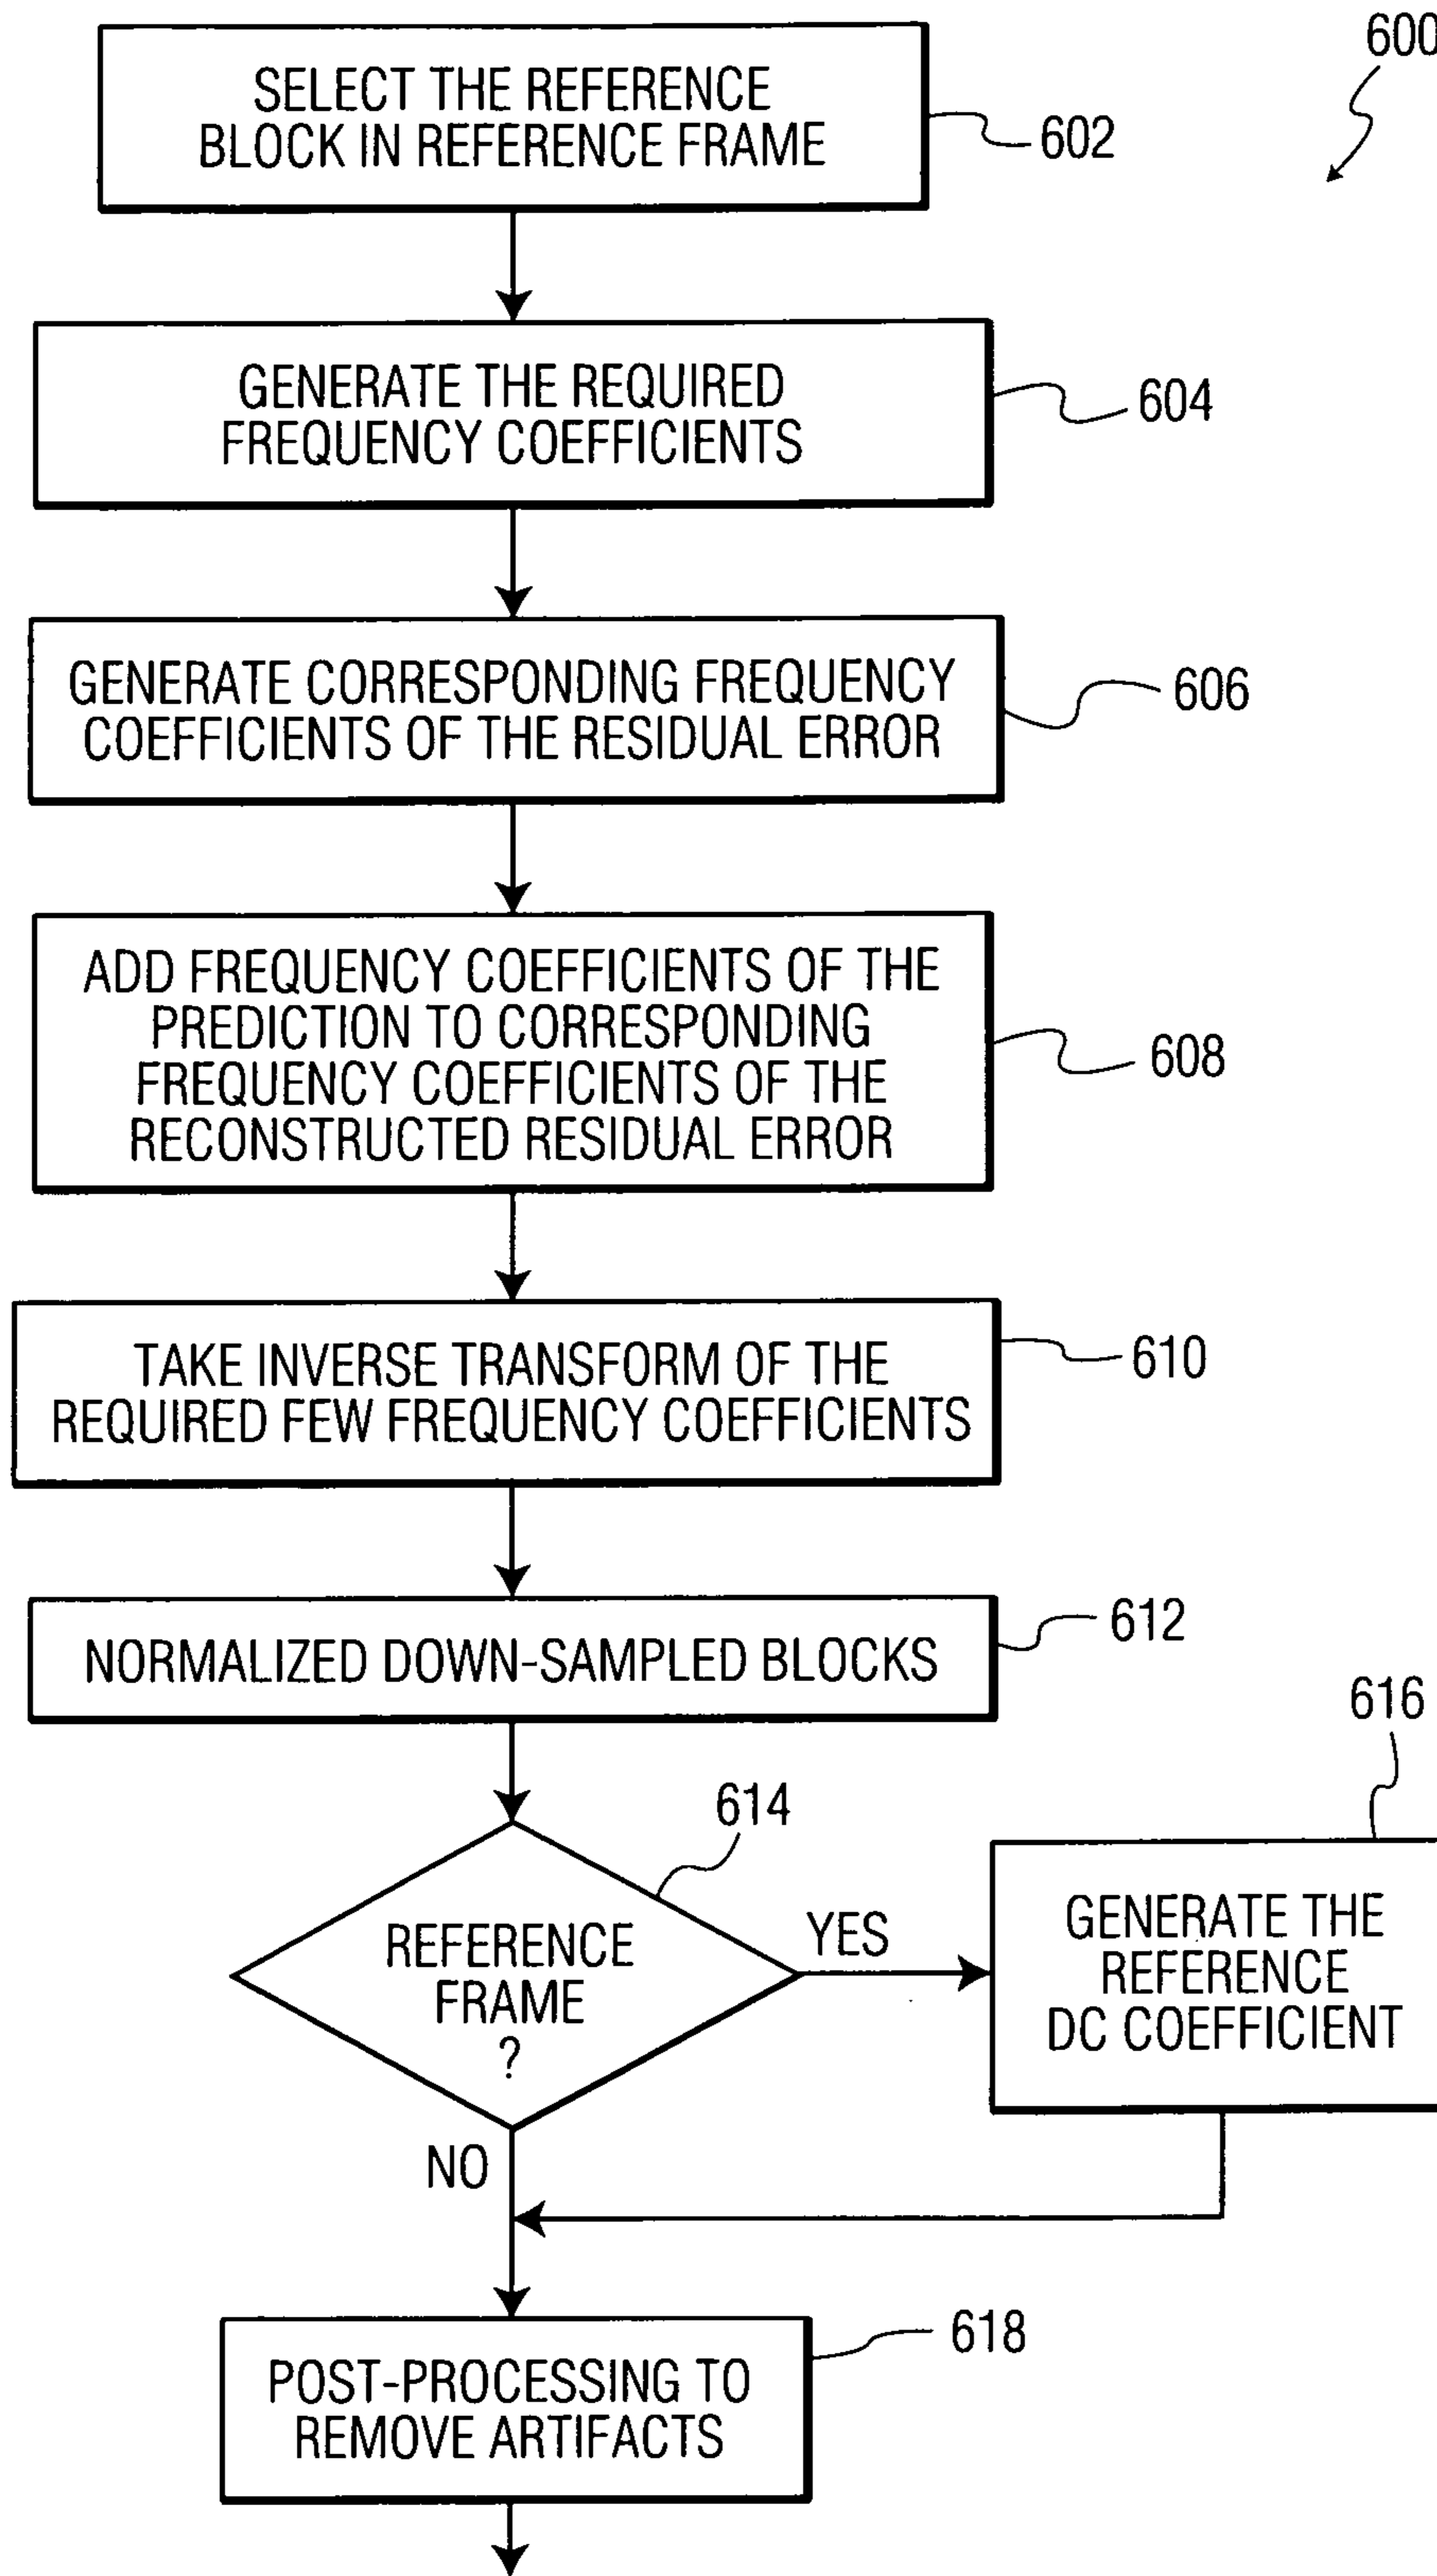 600
SELECT THE REFERENCE
BLOCK IN REFERENCE FRAME
602
GENERATE THE REQUIRED
FREQUENCY COEFFICIENTS
604
GENERATE CORRESPONDING FREQUENCY
COEFFICIENTS OF THE RESIDUAL ERROR
606
ADD FREQUENCY COEFFICIENTS OF THE
PREDICTION TO CORRESPONDING
FREQUENCY COEFFICIENTS OF THE
RECONSTRUCTED RESIDUAL ERROR
608
TAKE INVERSE TRANSFORM OF THE
REQUIRED FEW FREQUENCY COEFFICIENTS
610
NORMALIZED DOWN-SAMPLED BLOCKS
612
614
REFERENCE
FRAME
?
YES
616
GENERATE THE
REFERENCE
DC COEFFICIENT
NO
POST-PROCESSING TO
REMOVE ARTIFACTS
618